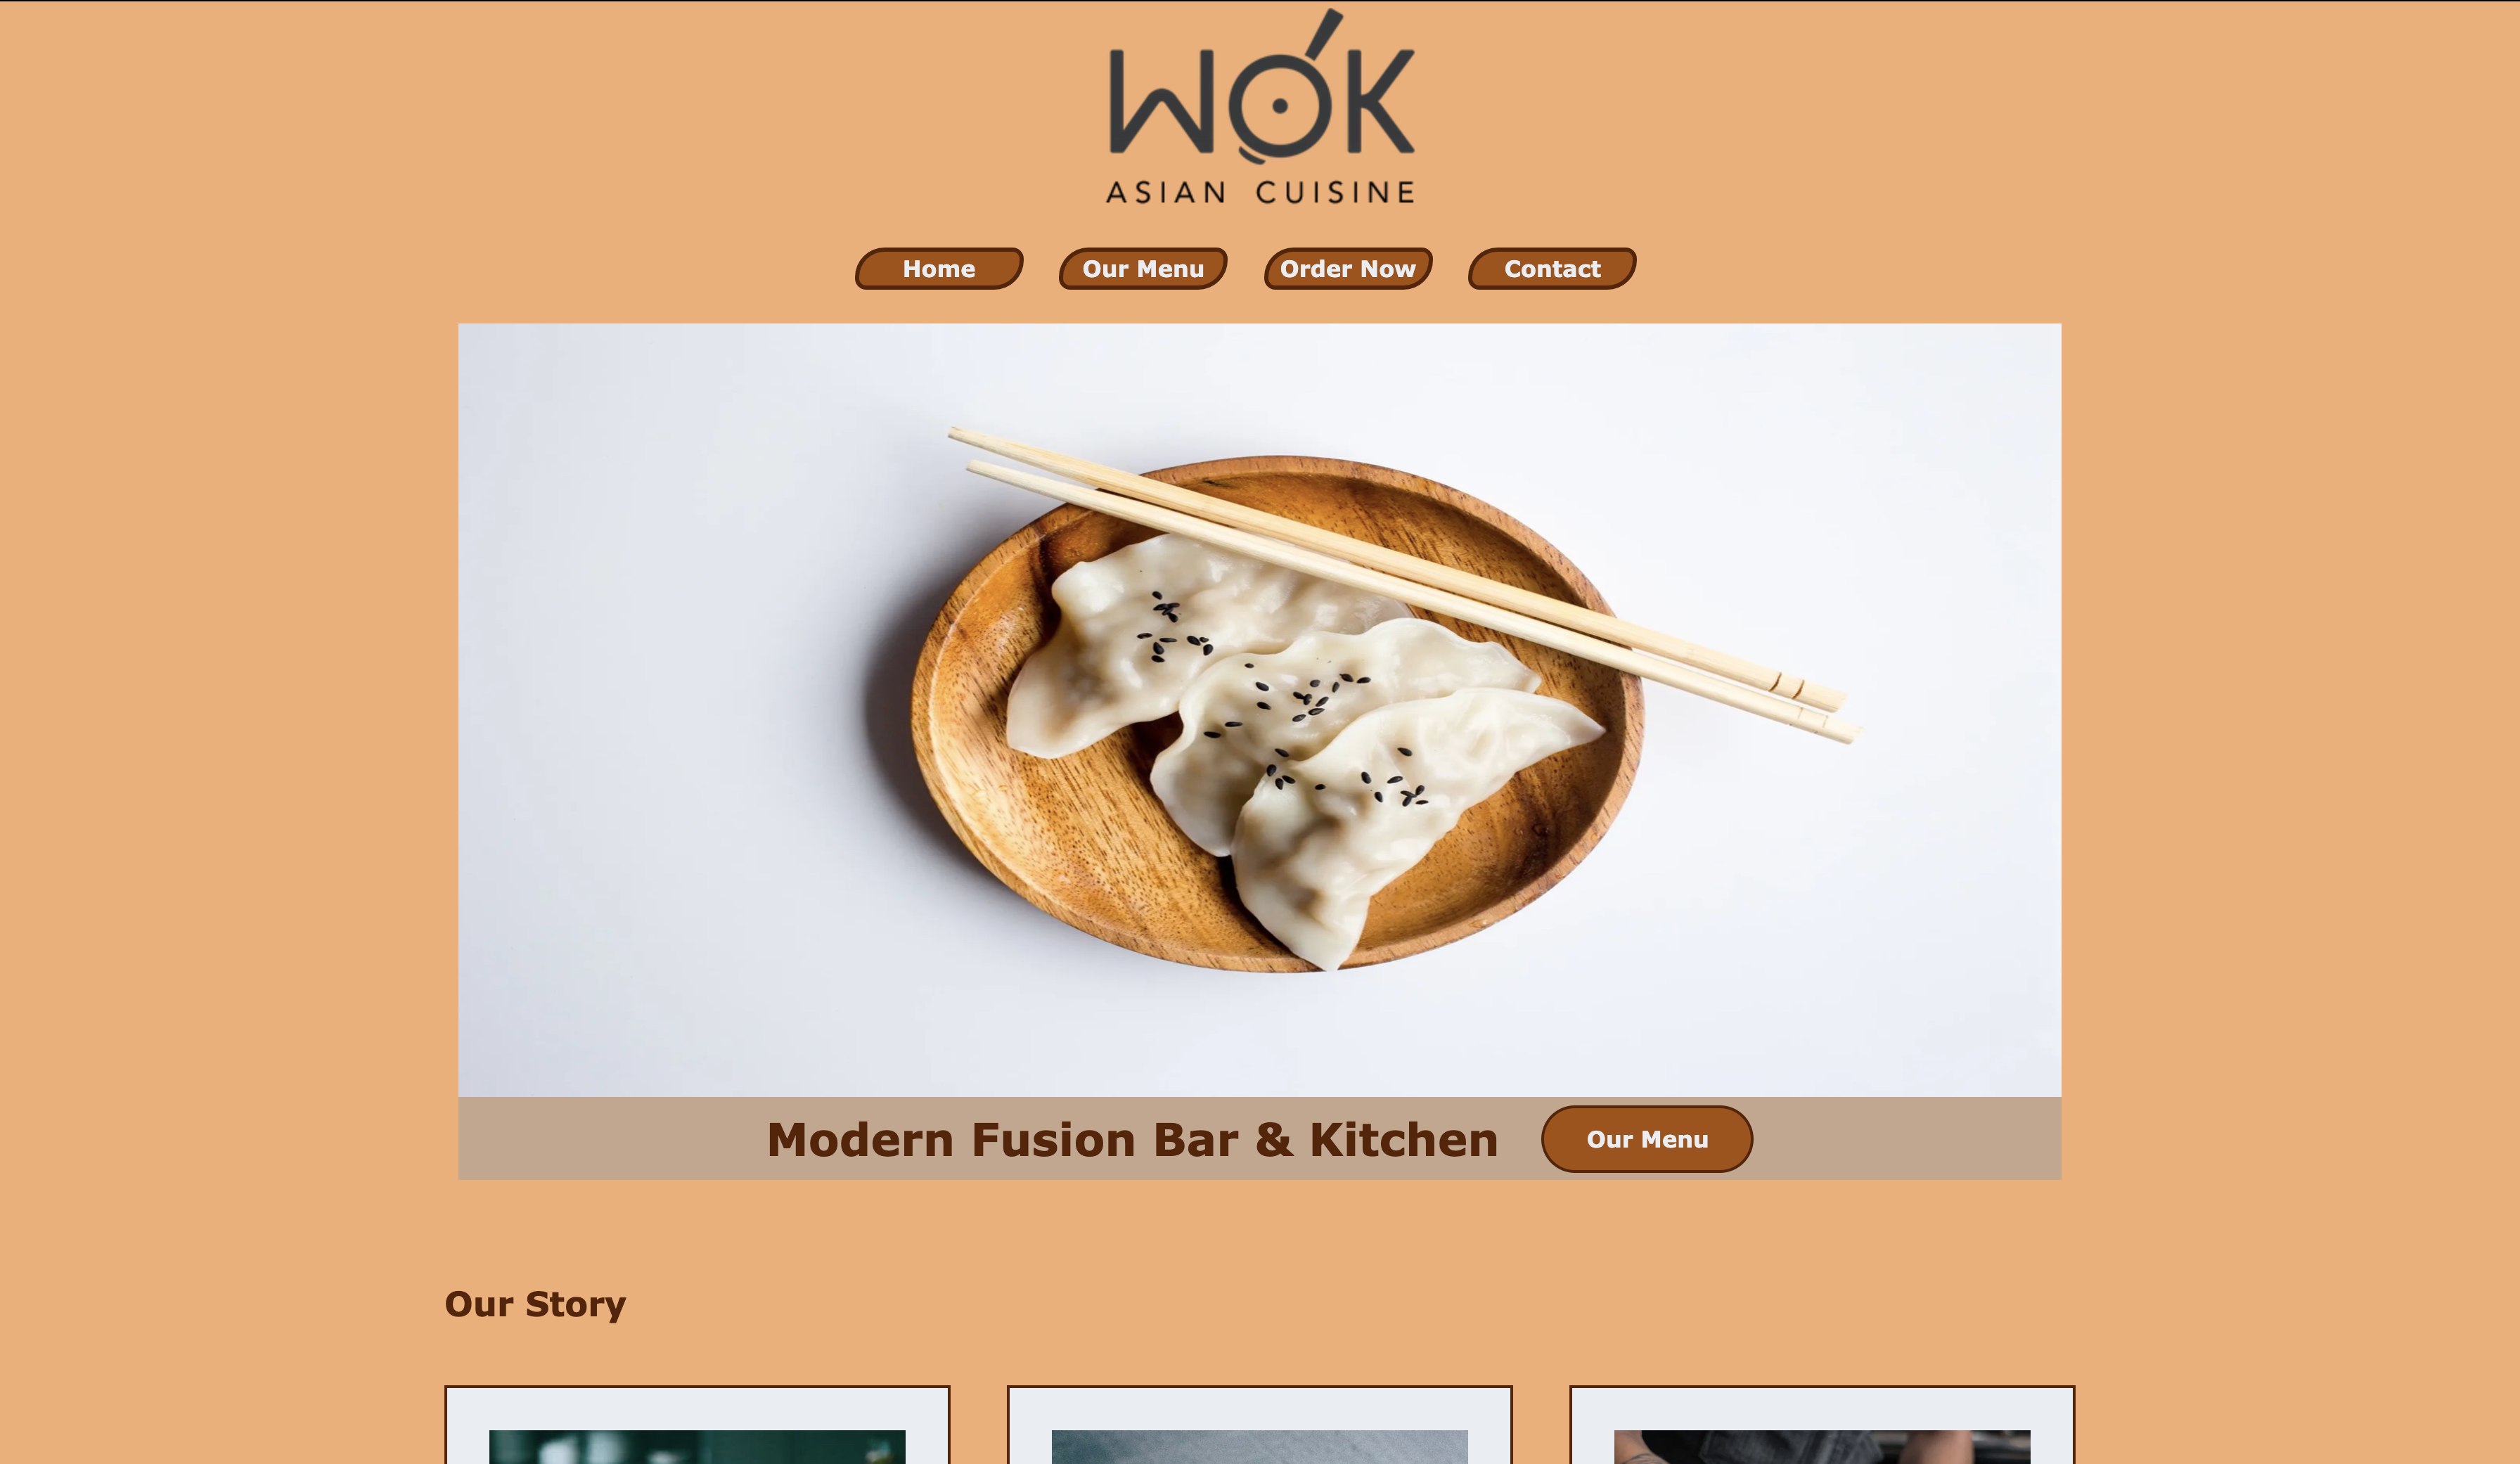 WOK
ASIAN CUISINE
Home
Our Menu
Order Now
Contact
Modern Fusion Bar & Kitchen
Our Menu
Our Story